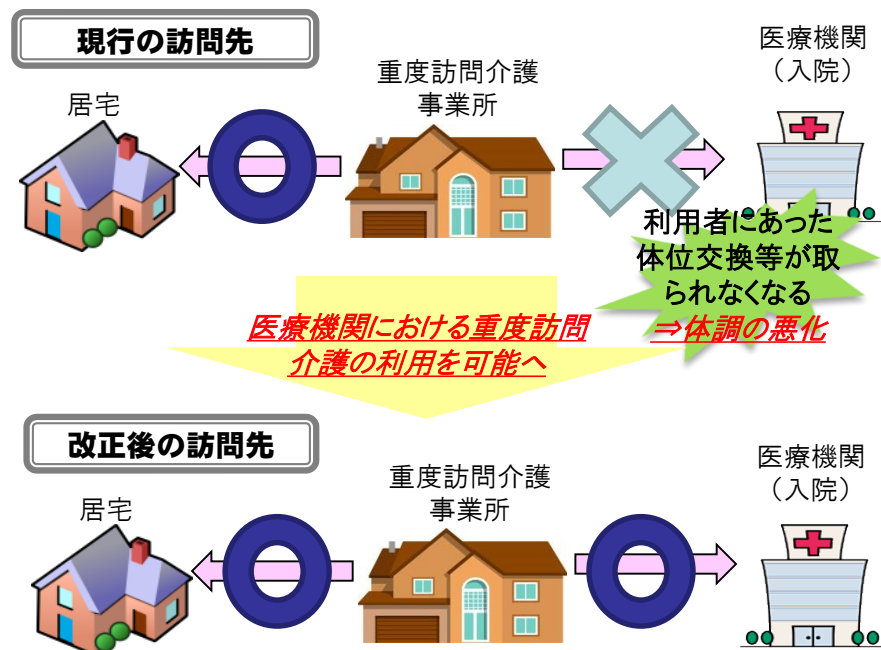 現行の訪問先
医療機関
（入院）
重度訪問介護
事業所
居宅
利用者にあった
体位交換等が取
られなくなる
⇒体調の悪化
医療機関における重度訪問
介護の利用を可能へ
改正後の訪問先
医療機関
（入院）
重度訪問介護
事業所
居宅